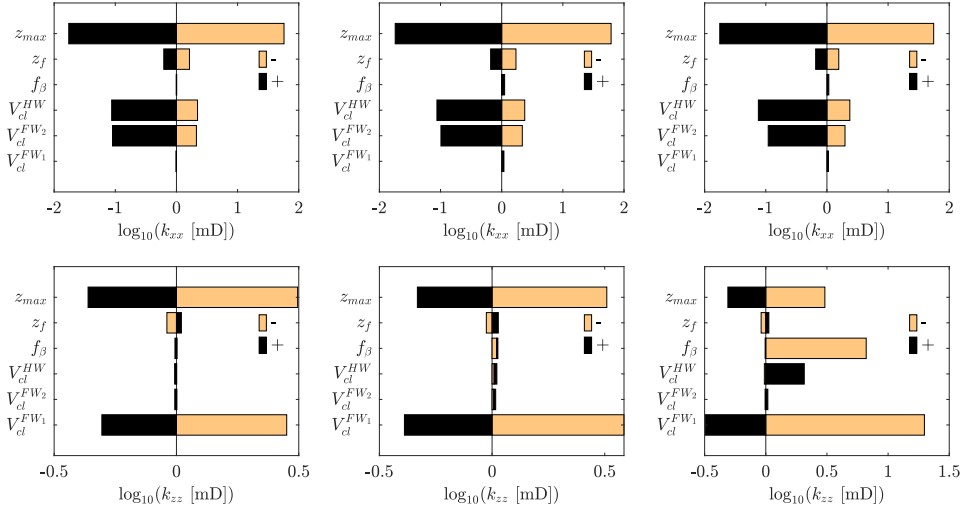 z_max
z_f
f_β
V_cl^HW
V_cl^FW₂
V_cl^FW₁
-
+
-2 -1 0 1 2
log₁₀(k_xx [mD])
z_max
z_f
f_β
V_cl^HW
V_cl^FW₂
V_cl^FW₁
-
+
-2 -1 0 1 2
log₁₀(k_xx [mD])
z_max
z_f
f_β
V_cl^HW
V_cl^FW₂
V_cl^FW₁
-
+
-2 -1 0 1 2
log₁₀(k_xx [mD])
z_max
z_f
f_β
V_cl^HW
V_cl^FW₂
V_cl^FW₁
-
+
-0.5 0 0.5
log₁₀(k_zz [mD])
z_max
z_f
f_β
V_cl^HW
V_cl^FW₂
V_cl^FW₁
-
+
-0.5 0 0.5
log₁₀(k_zz [mD])
z_max
z_f
f_β
V_cl^HW
V_cl^FW₂
V_cl^FW₁
-
+
-0.5 0 0.5 1 1.5
log₁₀(k_zz [mD])